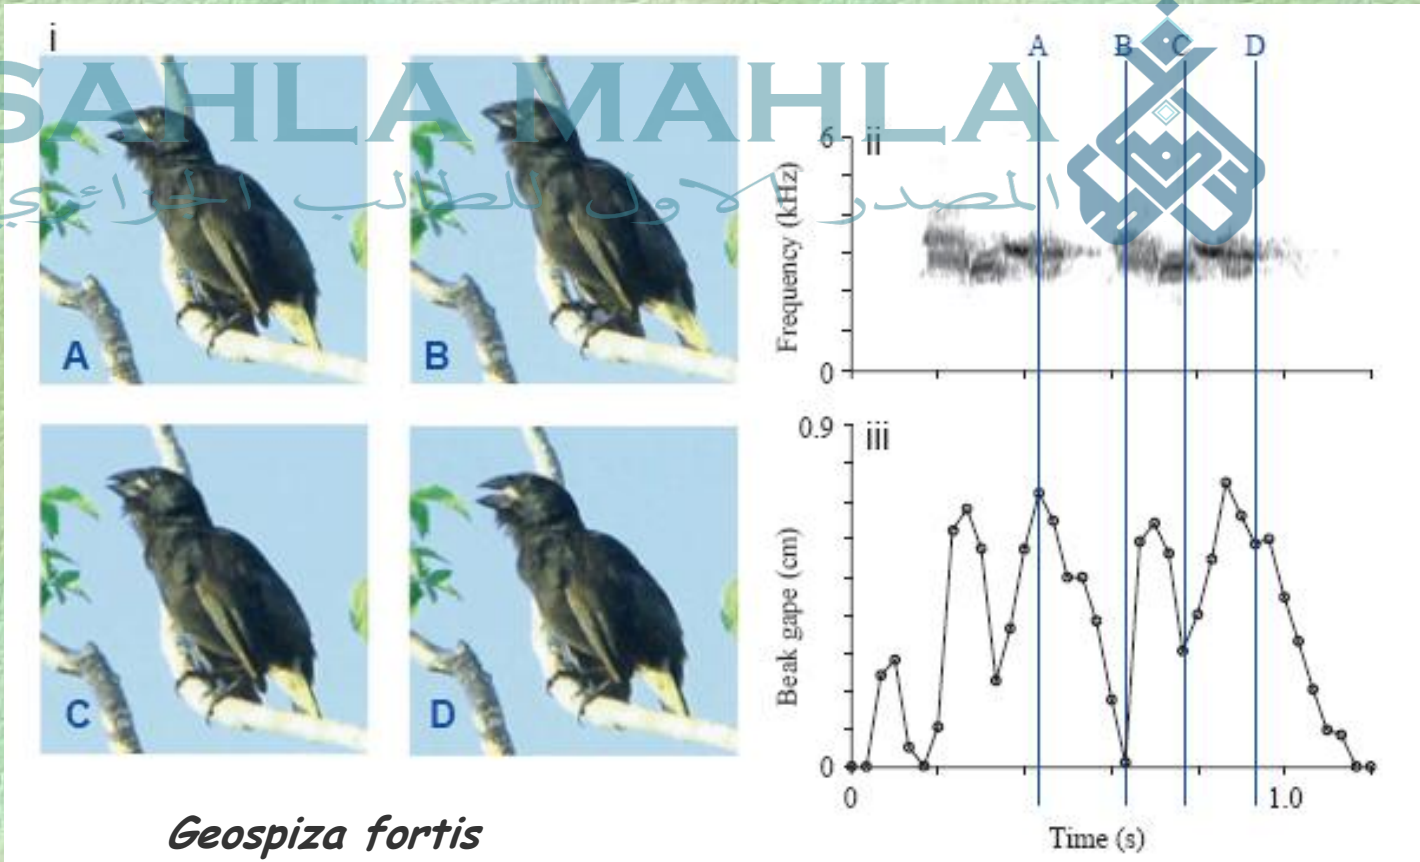 i
SAHLA MAHLA
المصدر الاول للطالب الجزائري
A
B
C
D
Geospiza fortis
A B C D
ii
6
0
Frequency (kHz)
iii
0.9
0
Beak gape (cm)
0 1.0
Time (s)